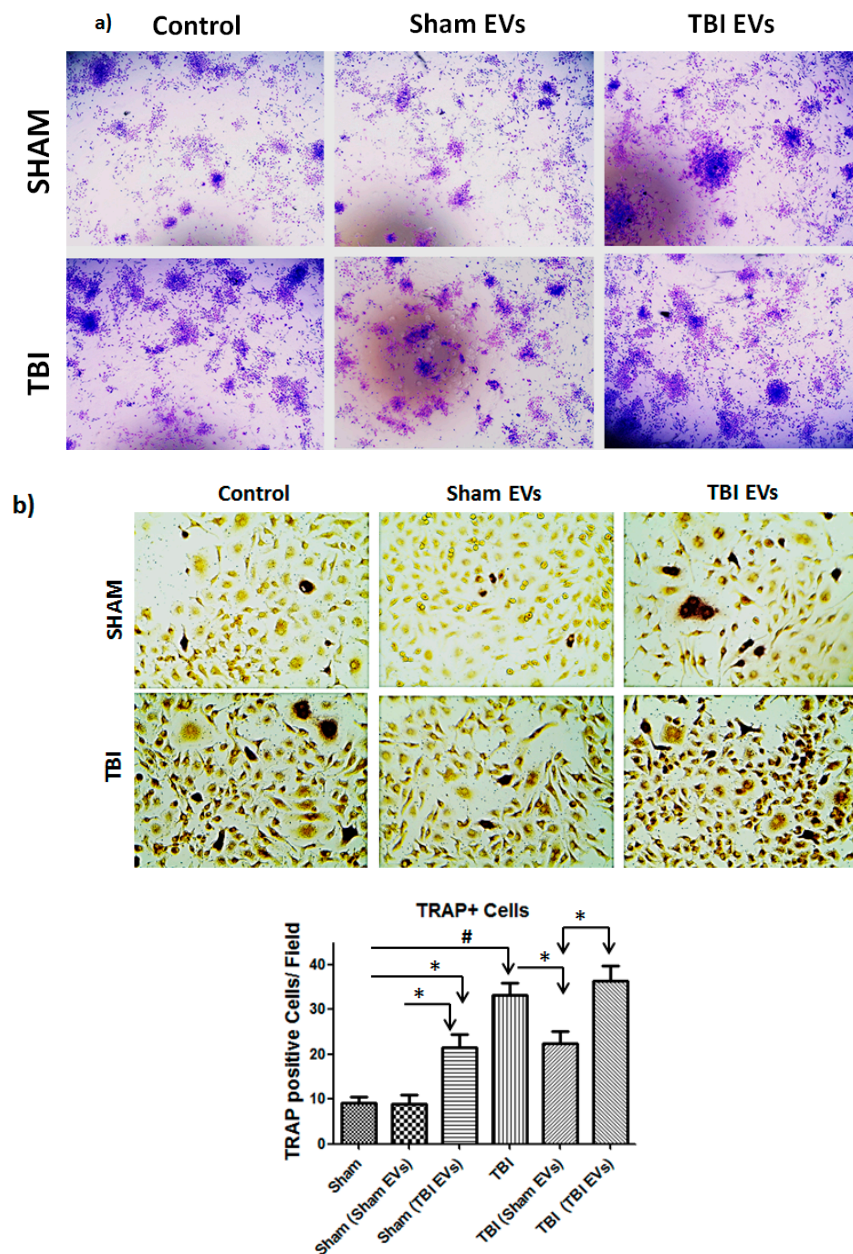 a) Control Sham EVs TBI EVs
SHAM
TBI
b) Control Sham EVs TBI EVs
SHAM
TBI
TRAP+ Cells
TRAP positive Cells/ Field
40
30
20
10
0
#
*
*
*
*
Sham
Sham (Sham EVs)
Sham (TBI EVs)
TBI
TBI (Sham EVs)
TBI (TBI EVs)